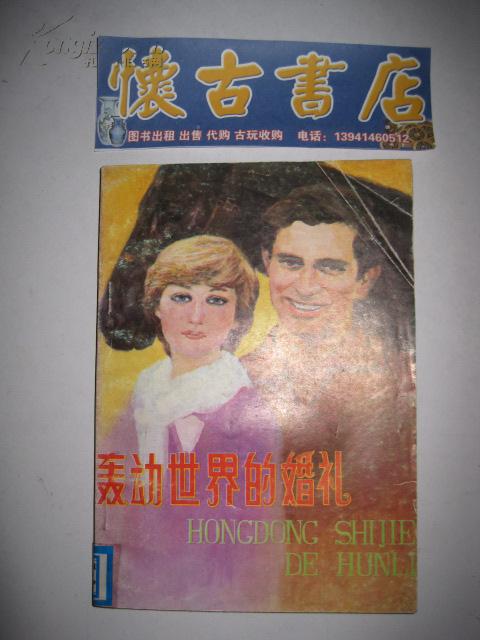 懷古書店
图书出租 出售 代购 古玩收购 电话：13941460512
轰动世界的婚礼
HONGDONG SHIJIE
DE HUNLI